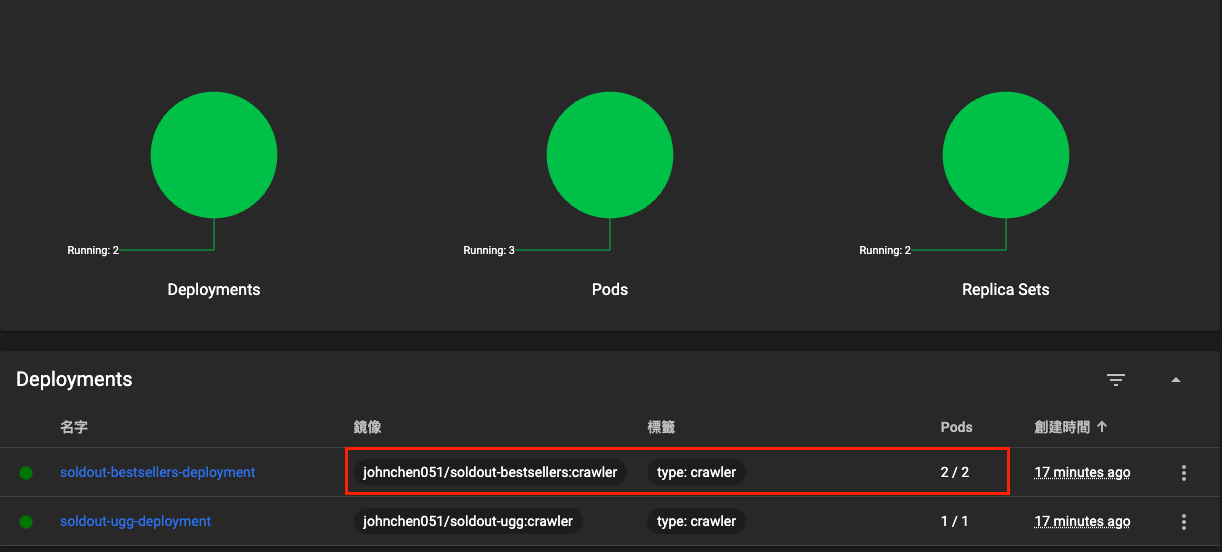 Running: 2
Running: 3
Running: 2
Deployments
Pods
Replica Sets
Deployments
名字 鏡像 標籤 Pods 創建時間 ↑
soldout-bestsellers-deployment johnchen051/soldout-bestsellers:crawler type: crawler 2 / 2 17 minutes ago
soldout-ugg-deployment johnchen051/soldout-ugg:crawler type: crawler 1 / 1 17 minutes ago